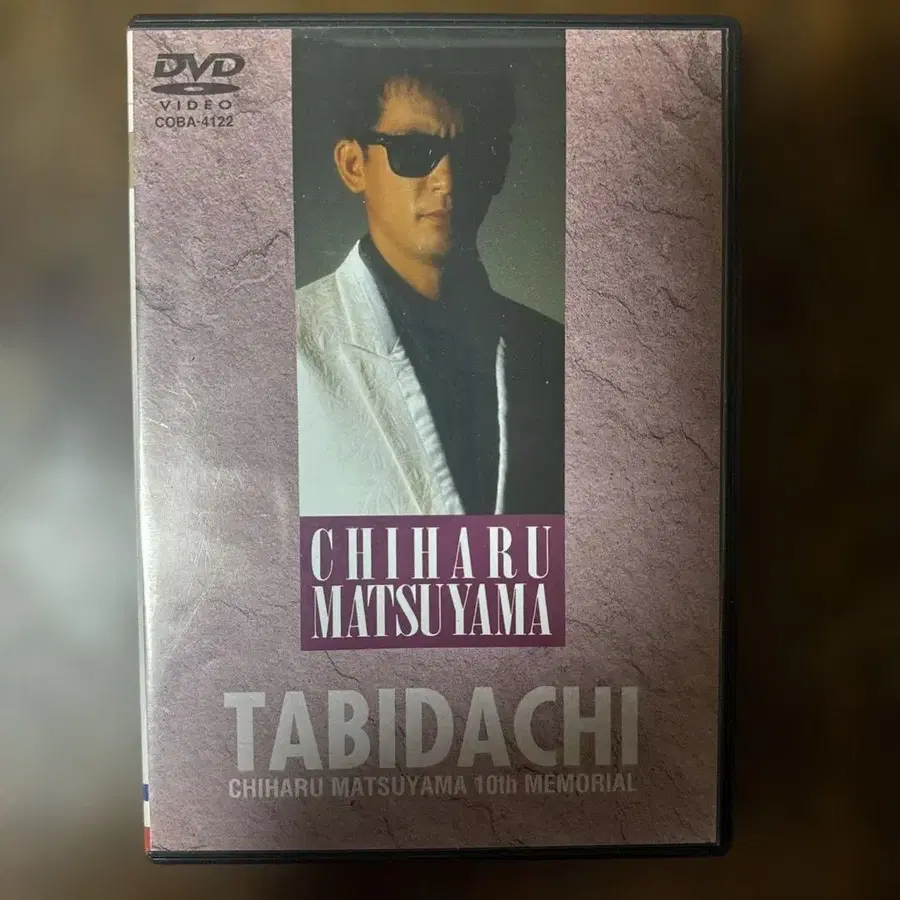 DVD
VIDEO
COBA-4122
CHIHARU
MATSUYAMA
TABIDACHI
CHIHARU MATSUYAMA 10th MEMORIAL